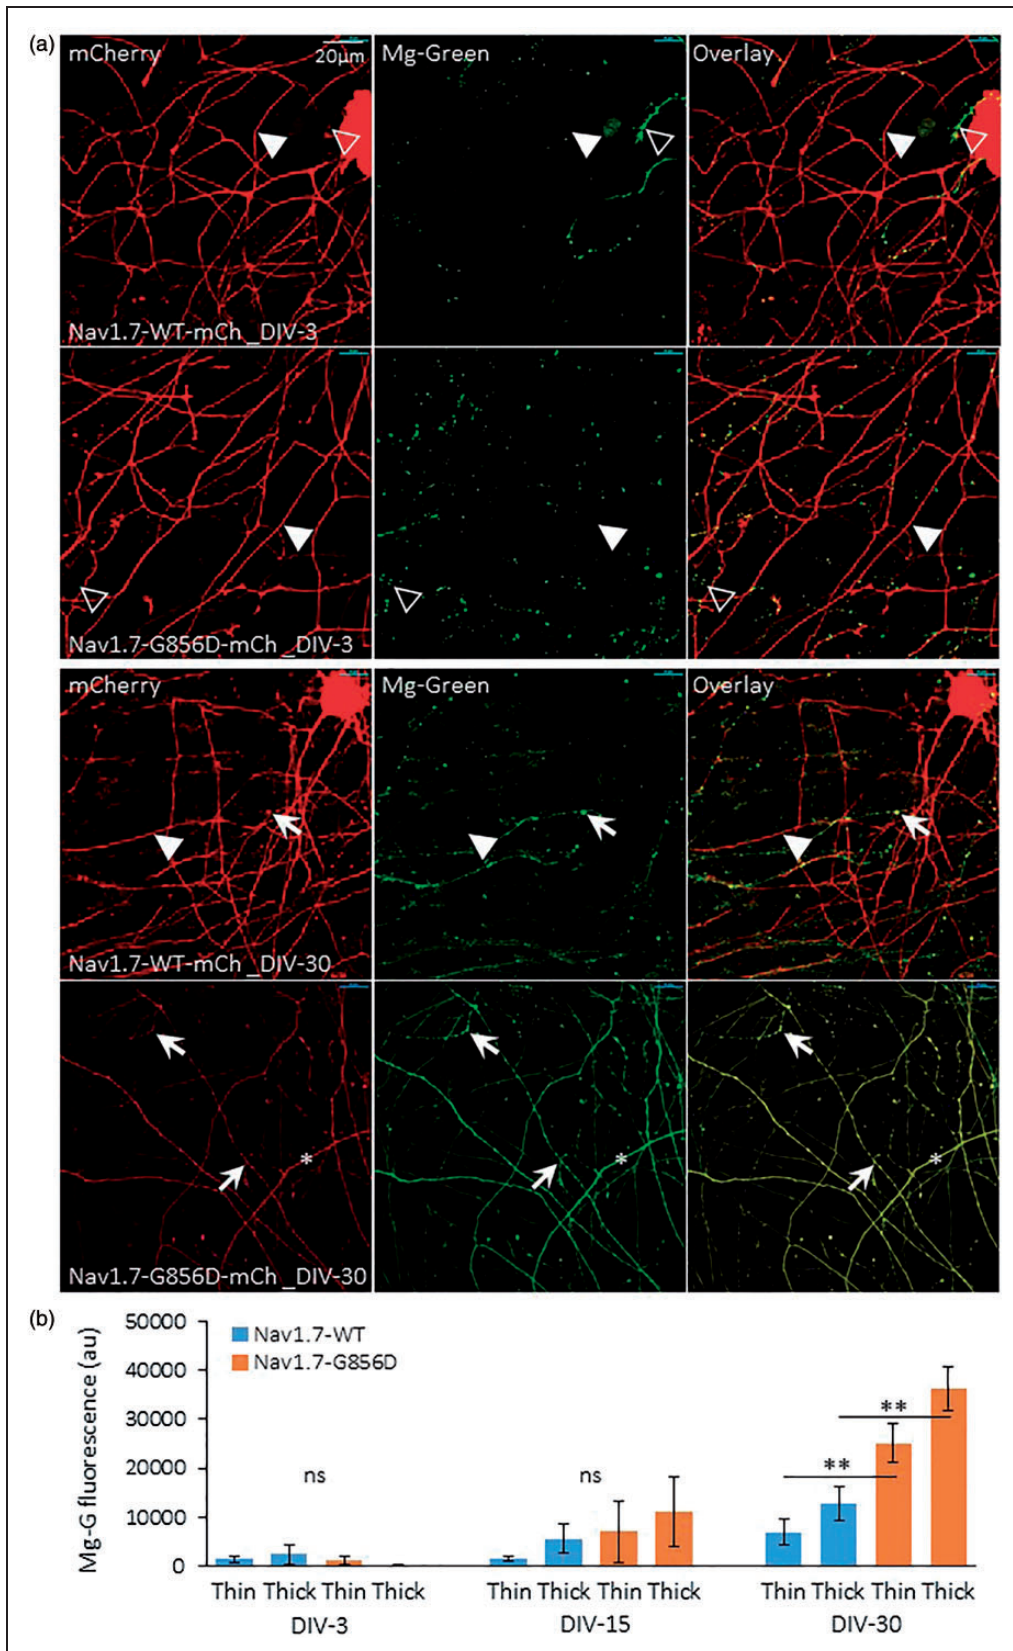 (a)
mCherry
20µm
Mg-Green
Overlay
Nav1.7-WT-mCh_DIV-3
Nav1.7-G856D-mCh_DIV-3
mCherry
Mg-Green
Overlay
Nav1.7-WT-mCh_DIV-30
*
*
*
Nav1.7-G856D-mCh_DIV-30
(b)
Mg-G fluorescence (au)
50000
40000
30000
20000
10000
0
Nav1.7-WT
Nav1.7-G856D
ns
ns
**
**
Thin Thick Thin Thick
Thin Thick Thin Thick
Thin Thick Thin Thick
DIV-3
DIV-15
DIV-30